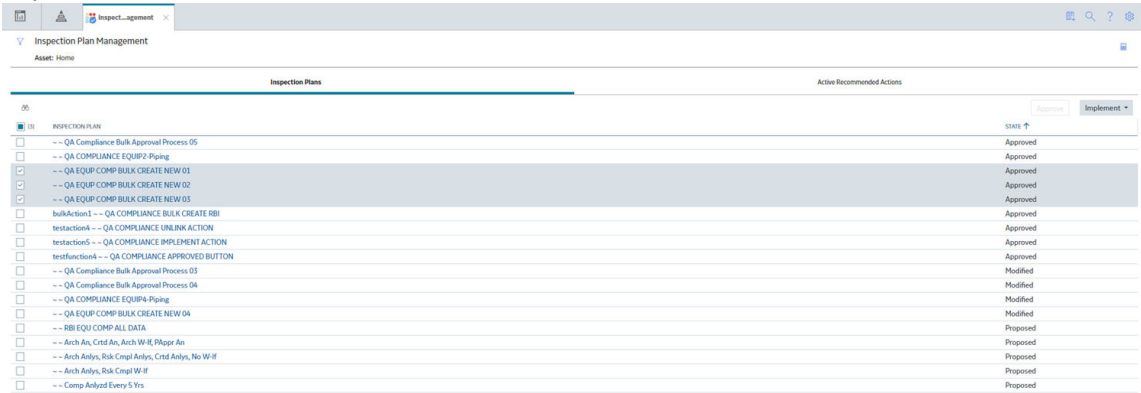 Inspect...agement
Inspection Plan Management
Asset: Home
Inspection Plans Active Recommended Actions
Approve Implement
(3) INSPECTION PLAN STATE
~ ~ QA Compliance Bulk Approval Process 05 Approved
~ ~ QA COMPLIANCE EQUIP2-Piping Approved
~ ~ QA EQUP COMP BULK CREATE NEW 01 Approved
~ ~ QA EQUP COMP BULK CREATE NEW 02 Approved
~ ~ QA EQUP COMP BULK CREATE NEW 03 Approved
bulkAction1 ~ ~ QA COMPLIANCE BULK CREATE RBI Approved
testaction4 ~ ~ QA COMPLIANCE UNLINK ACTION Approved
testaction5 ~ ~ QA COMPLIANCE IMPLEMENT ACTION Approved
testfunction4 ~ ~ QA COMPLIANCE APPROVED BUTTON Approved
~ ~ QA Compliance Bulk Approval Process 03 Modified
~ ~ QA Compliance Bulk Approval Process 04 Modified
~ ~ QA COMPLIANCE EQUIP4-Piping Modified
~ ~ QA EQUP COMP BULK CREATE NEW 04 Modified
~ ~ RBI EQU COMP ALL DATA Proposed
~ ~ Arch An, Crtd An, Arch W-If, PAppr An Proposed
~ ~ Arch Anlys, Rsk Cmpl Anlys, Crtd Anlys, No W-If Proposed
~ ~ Arch Anlys, Rsk Cmpl W-If Proposed
~ ~ Comp Anlyzd Every 5 Yrs Proposed